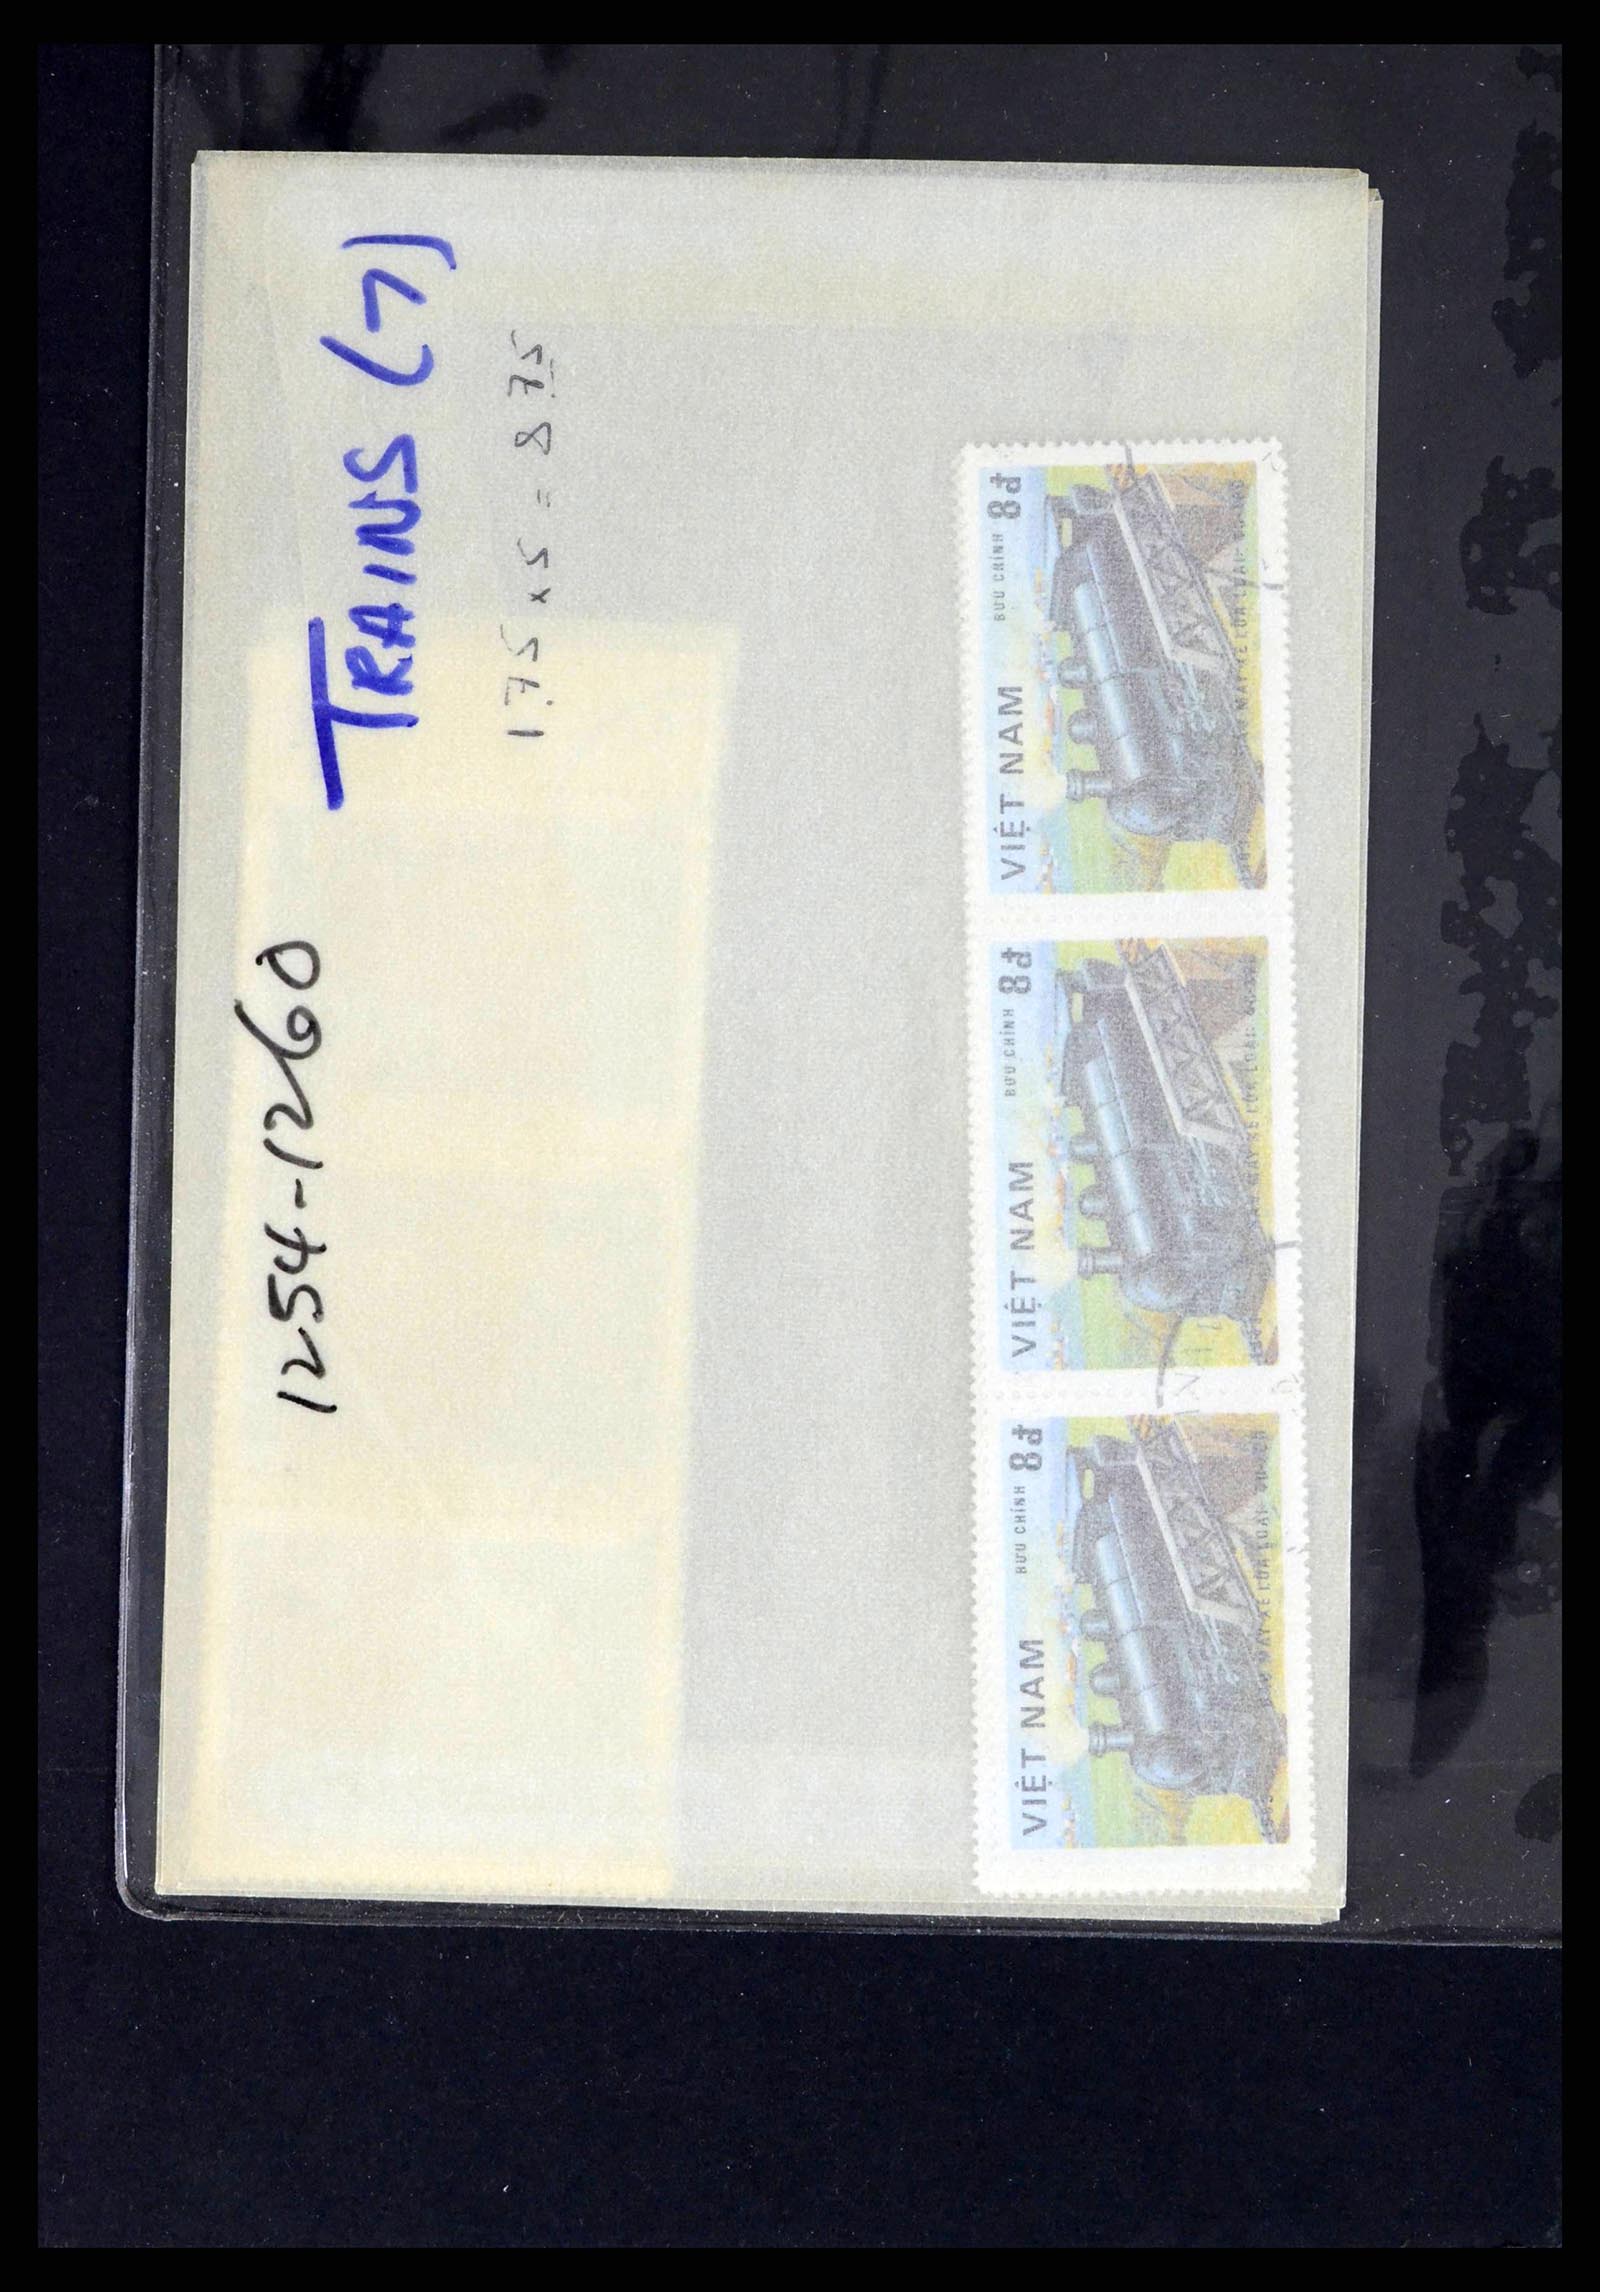 1254-1260
TRAINS (7)
1.75 x 5 = 8.75
VIỆT NAM
BƯU CHÍNH 8đ
VIỆT NAM
BƯU CHÍNH 8đ
VIỆT NAM
BƯU CHÍNH 8đ